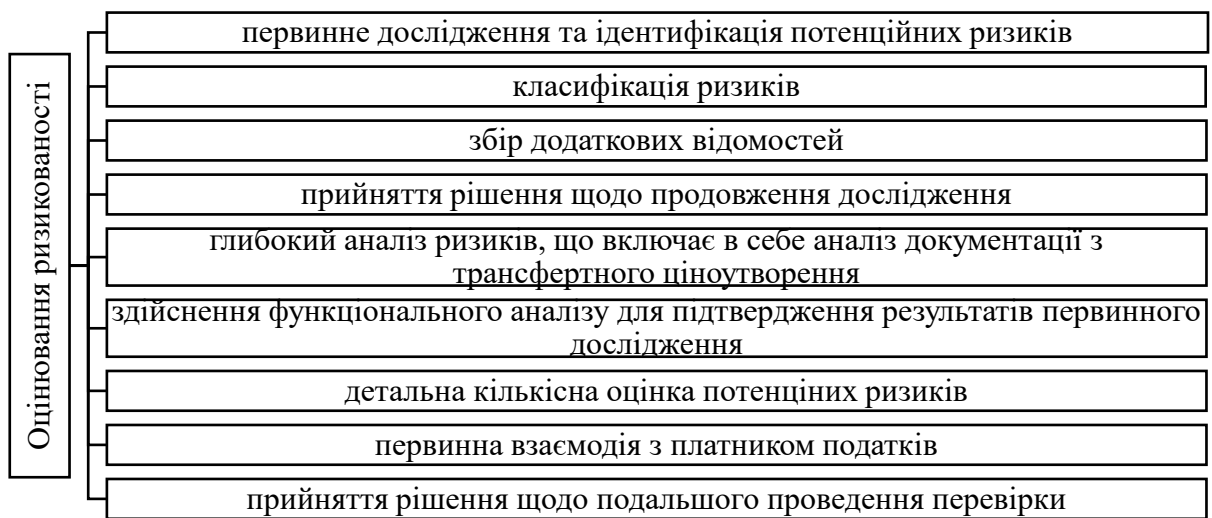 Оцінювання ризикованості
первинне дослідження та ідентифікація потенційних ризиків
класифікація ризиків
збір додаткових відомостей
прийняття рішення щодо продовження дослідження
глибокий аналіз ризиків, що включає в себе аналіз документації з
трансфертного ціноутворення
здійснення функціонального аналізу для підтвердження результатів первинного
дослідження
детальна кількісна оцінка потенціних ризиків
первинна взаємодія з платником податків
прийняття рішення щодо подальшого проведення перевірки